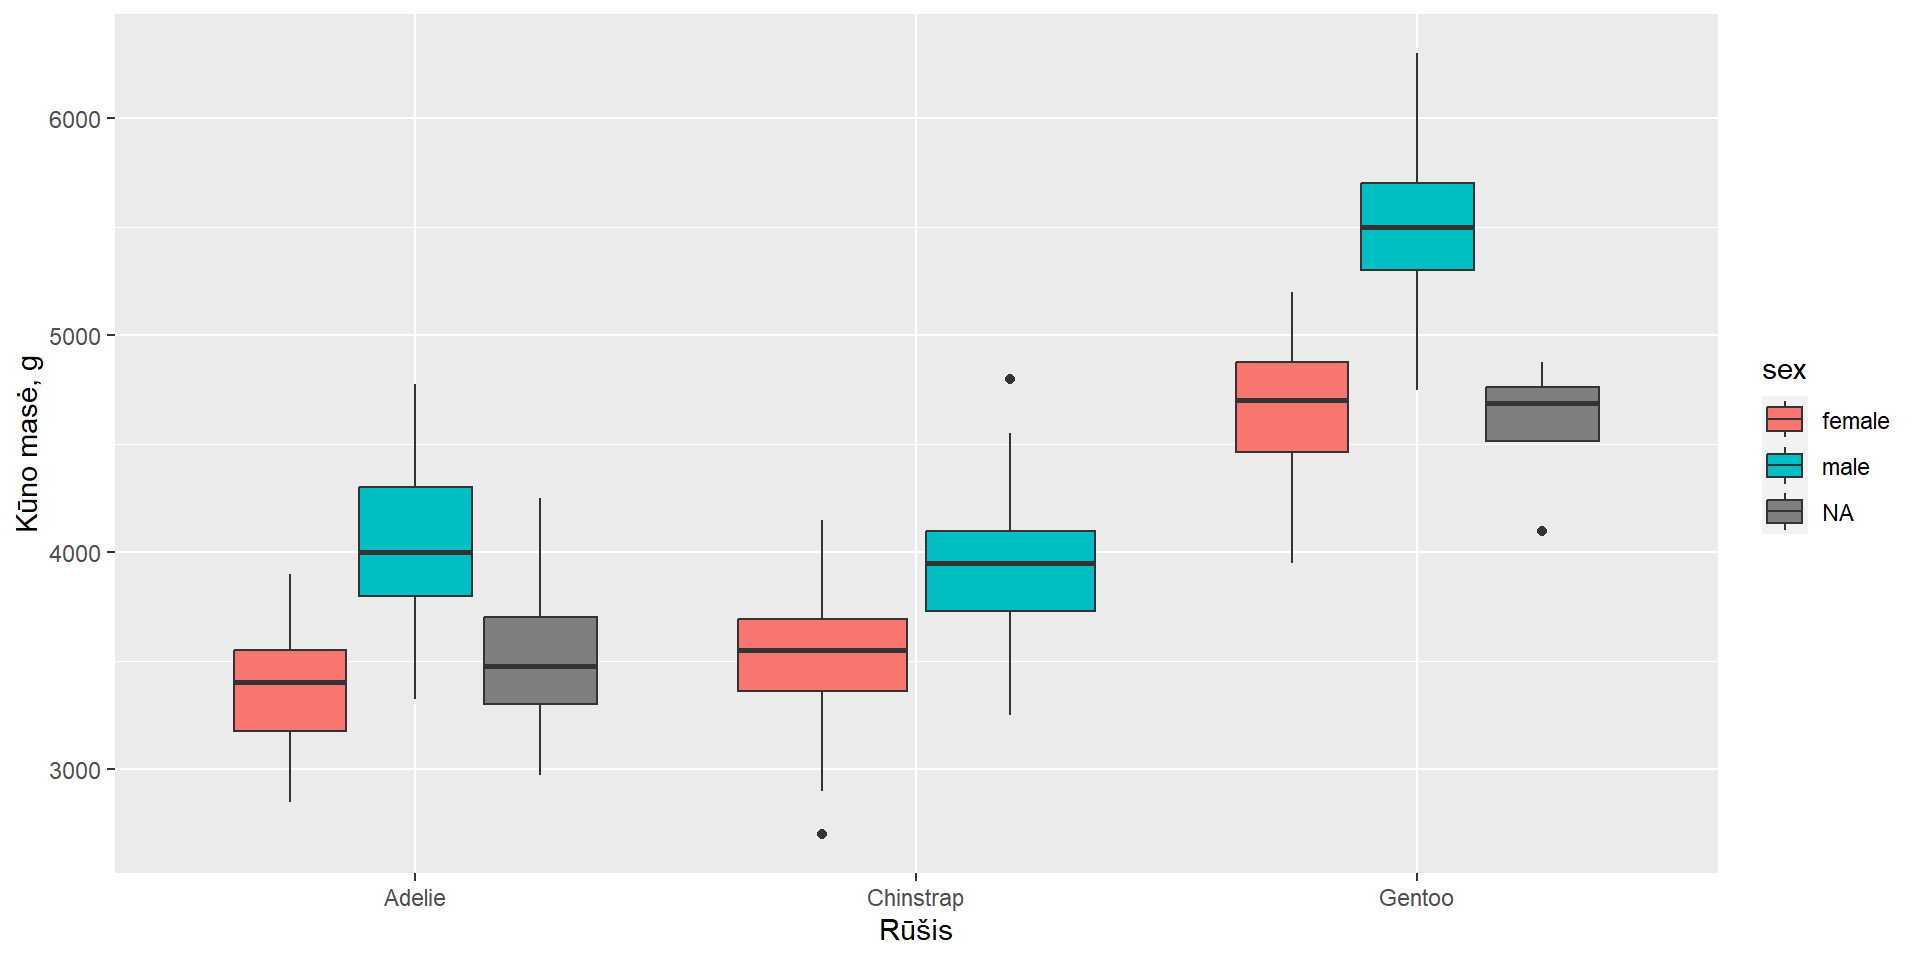 Kūno masė, g
6000
5000
4000
3000
Adelie
Chinstrap
Gentoo
Rūšis
sex
female
male
NA